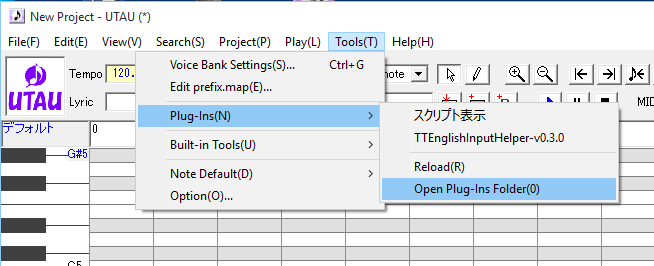 New Project - UTAU (*)
File(F) Edit(E) View(V) Search(S) Project(P) Play(L) Tools(T) Help(H)
UTAU
Tempo 120.
Lyric
Voice Bank Settings(S)... Ctrl+G
Edit prefix.map(E)...
Plug-Ins(N)
Built-in Tools(U)
Note Default(D)
Option(O)...
スクリプト表示
TTEnglishInputHelper-v0.3.0
Reload(R)
Open Plug-Ins Folder(0)
note
MID
デフォルト
0
G#5